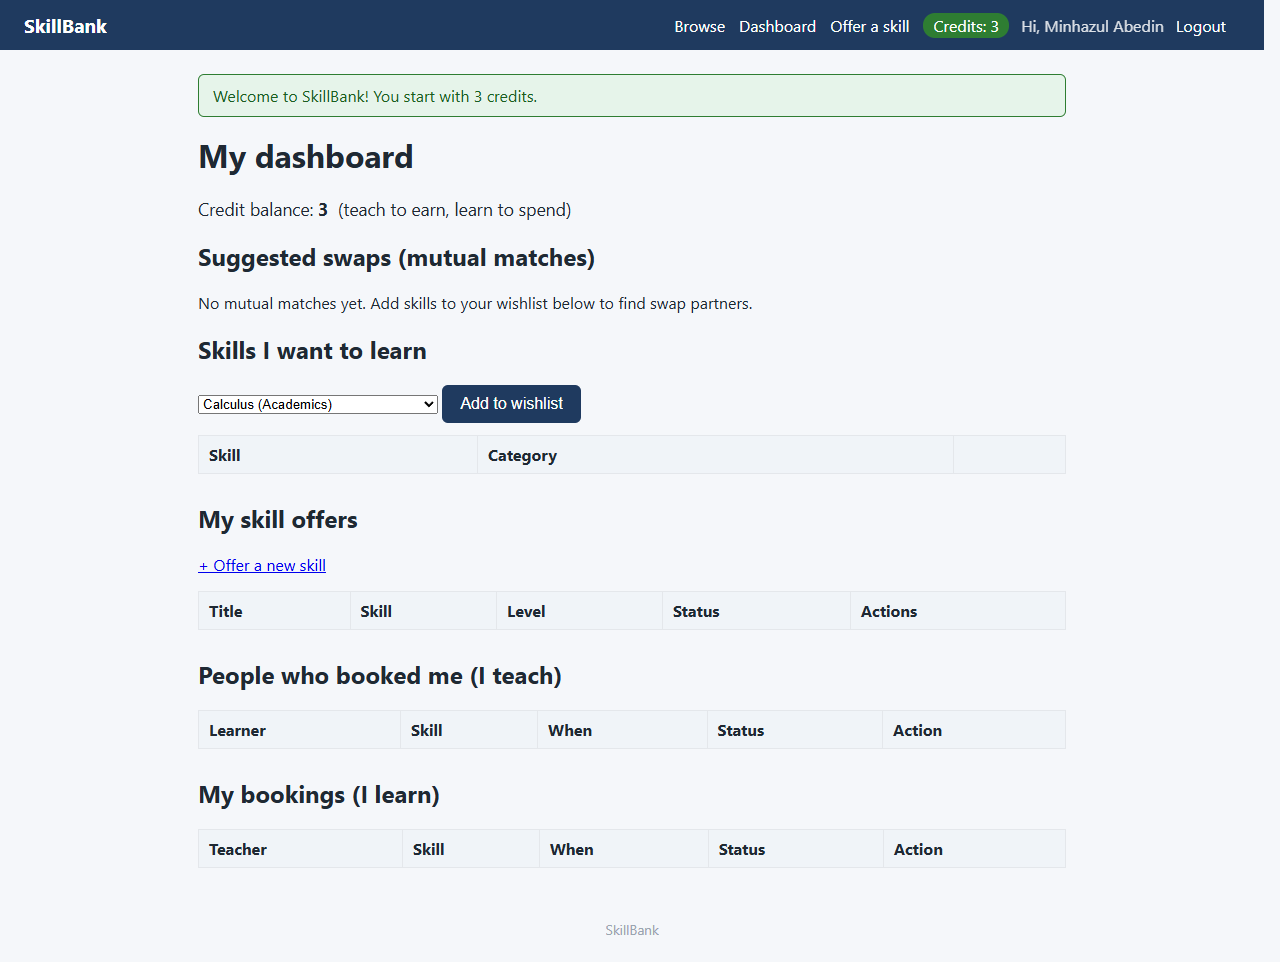 SkillBank Browse Dashboard Offer a skill Credits: 3 Hi, Minhazul Abedin Logout
Welcome to SkillBank! You start with 3 credits.
My dashboard
Credit balance: 3 (teach to earn, learn to spend)
Suggested swaps (mutual matches)
No mutual matches yet. Add skills to your wishlist below to find swap partners.
Skills I want to learn
Calculus (Academics) Add to wishlist
Skill Category
My skill offers
+ Offer a new skill
Title Skill Level Status Actions
People who booked me (I teach)
Learner Skill When Status Action
My bookings (I learn)
Teacher Skill When Status Action
SkillBank